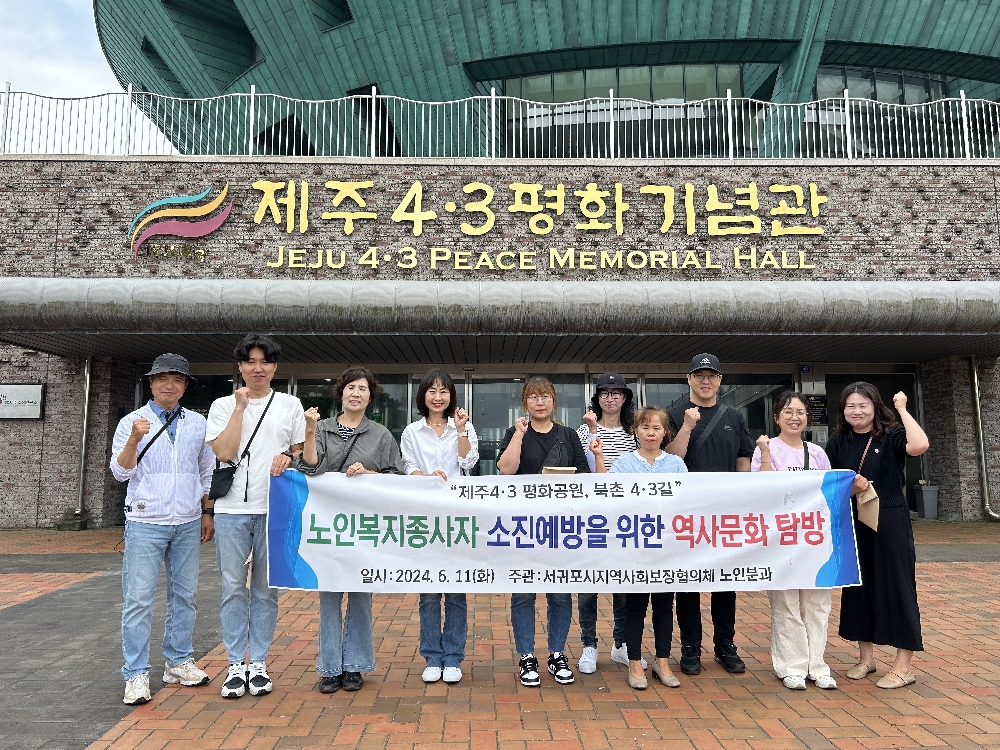 제주4·3평화기념관
JEJU 4·3 PEACE MEMORIAL HALL
"제주4·3 평화공원, 북촌 4·3길"
노인복지종사자 소진예방을 위한 역사문화 탐방
일시:2024. 6. 11(화) 주관:서귀포시지역사회보장협의체 노인분과